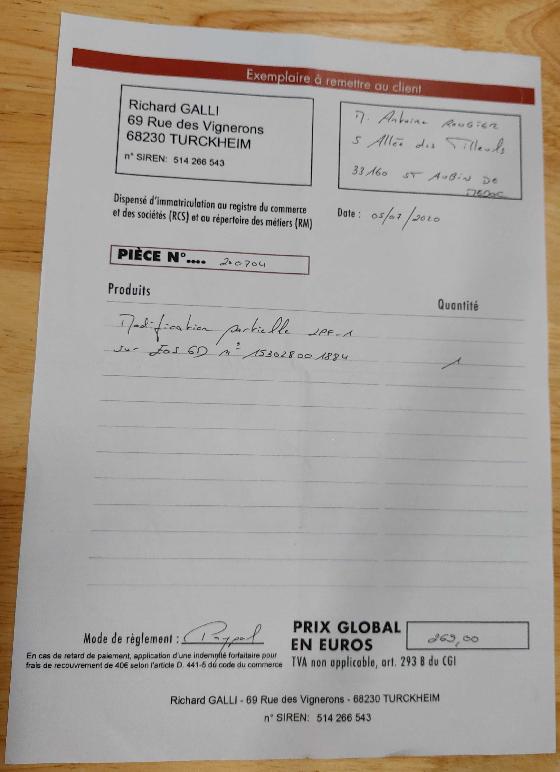 Exemplaire à remettre au client
Richard GALLI
69 Rue des Vignerons
68230 TURCKHEIM
n° SIREN: 514 266 543
M. Antoine ROUGIER
5 Allée des Tilleuls
33160 ST AUBIN DE
MEDOC
Dispensé d'immatriculation au registre du commerce
et des sociétés (RCS) et au répertoire des métiers (RM)
Date : 05/07/2020
PIÈCE N°.... 200704
Produits
Quantité
Modification partielle LPF-1
sur EOS 6D n° 153028001884
1
Mode de règlement : Paypal
En cas de retard de paiement, application d'une indemnité forfaitaire pour
frais de recouvrement de 40€ selon l'article D. 441-5 du code du commerce
PRIX GLOBAL
EN EUROS
269,00
TVA non applicable, art. 293 B du CGI
Richard GALLI - 69 Rue des Vignerons - 68230 TURCKHEIM
n° SIREN: 514 266 543